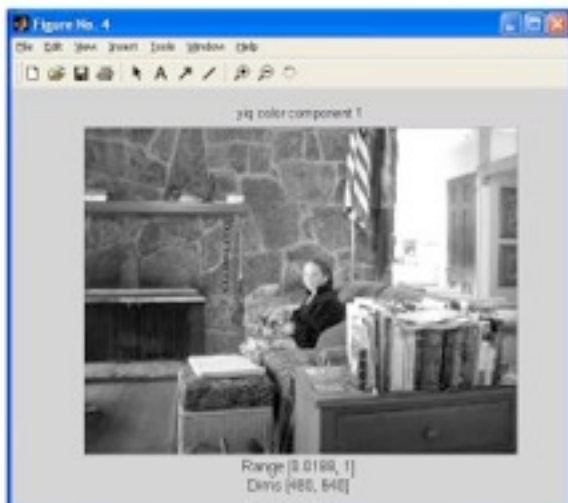 Figure No. 4
File Edit View Insert Tools Window Help
yiq color component 1
Range [0.0188, 1]
Dims [480, 640]